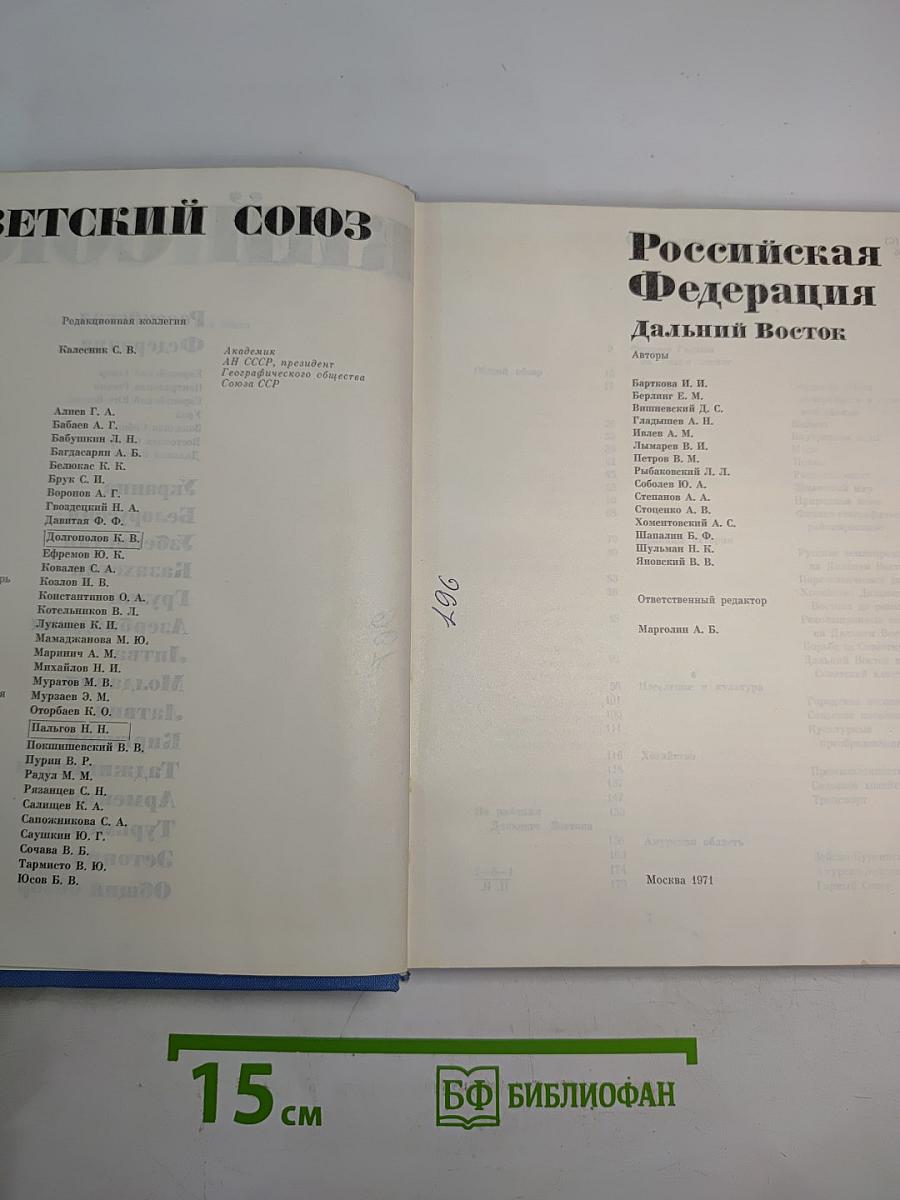 ВЕТСКИЙ СОЮЗ
Редакционная коллегия
Калесник С. В.
Академик
АН СССР, президент
Географического общества
Союза ССР
Алиев Г. А.
Бабаев А. Г.
Бабушкин Л. Н.
Багдасарян А. Б.
Белюкас К. К.
Брук С. И.
Воронов А. Г.
Гвоздецкий Н. А.
Давитая Ф. Ф.
Долгополов К. В.
Ефремов Ю. К.
Ковалев С. А.
Козлов И. В.
Константинов О. А.
Котельников В. Л.
Лукашев К. И.
Мамаджанова М. Ю.
Маринич А. М.
Михайлов Н. И.
Муратов М. В.
Мурзаев Э. М.
Оторбаев К. О.
Пальгов Н. Н.
Покшишевский В. В.
Пурин В. Р.
Радул М. М.
Рязанцев С. Н.
Салищев К. А.
Сапожникова С. А.
Саушкин Ю. Г.
Сочава В. Б.
Тармисто В. Ю.
Юсов Б. В.
рь
я
Российская
Федерация
Дальний Восток
Авторы
Барткова И. И.
Берлинг Е. М.
Вишневский Д. С.
Гладышев А. Н.
Ивлев А. М.
Лымарев В. И.
Петров В. М.
Рыбаковский Л. Л.
Соболев Ю. А.
Степанов А. А.
Стоценко А. В.
Хоментовский А. С.
Шапалин Б. Ф.
Шульман Н. К.
Яновский В. В.
Ответственный редактор
Марголин А. Б.
Москва 1971
196
15 см
БФ БИБЛИОФАН